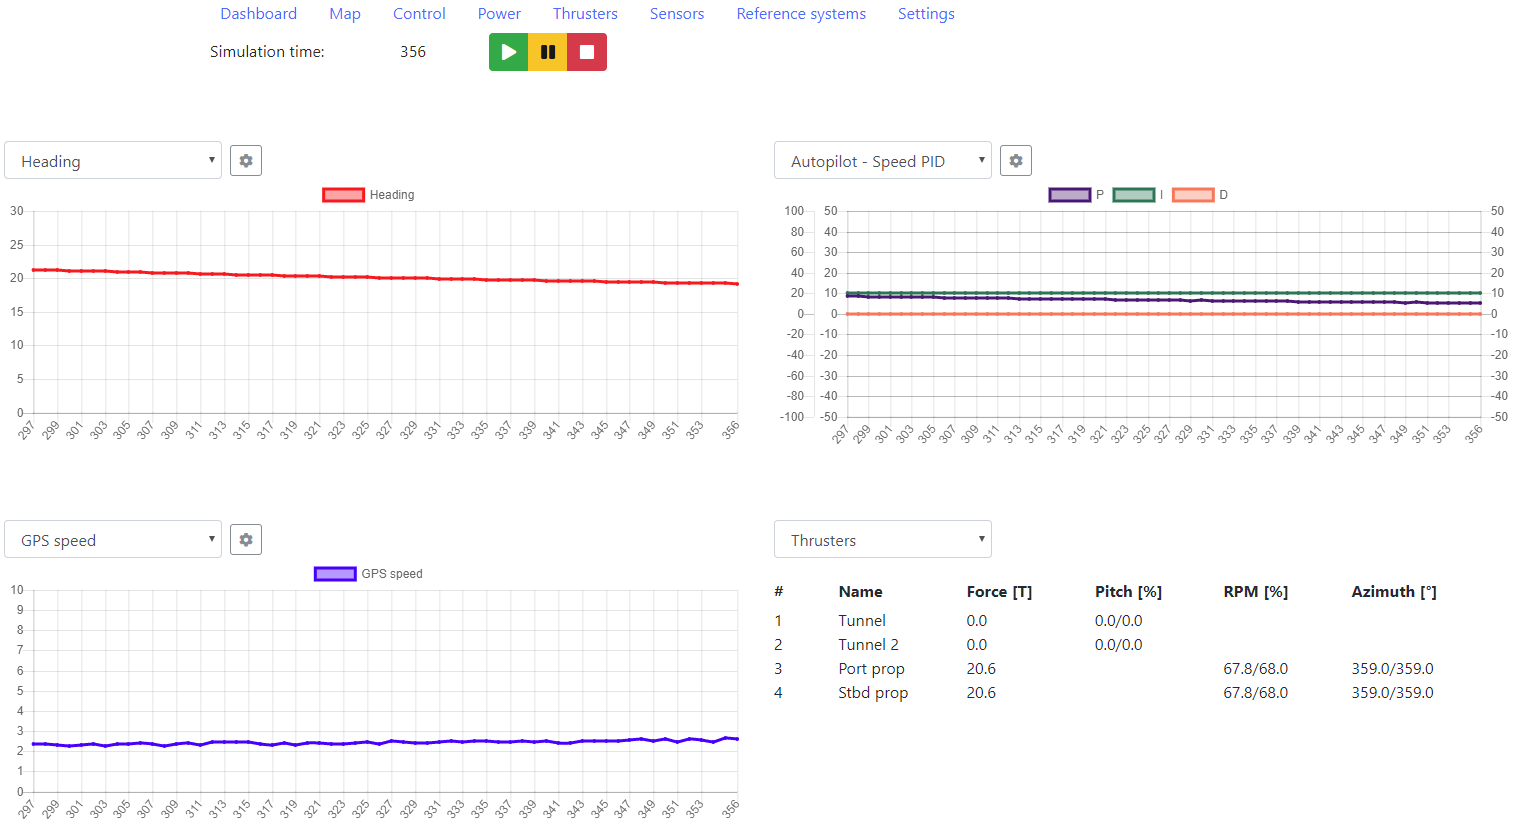 Dashboard Map Control Power Thrusters Sensors Reference systems Settings
Simulation time: 356
Heading
Heading
30
25
20
15
10
5
0
297 299 301 303 305 307 309 311 313 315 317 319 321 323 325 327 329 331 333 335 337 339 341 343 345 347 349 351 353 356
Autopilot - Speed PID
P I D
100 50 50
80 40 40
60 30 30
40 20 20
20 10 10
0 0 0
-20 -10 -10
-40 -20 -20
-60 -30 -30
-80 -40 -40
-100 -50 -50
297 299 301 303 305 307 309 311 313 315 317 319 321 323 325 327 329 331 333 335 337 339 341 343 345 347 349 351 353 356
GPS speed
GPS speed
10
9
8
7
6
5
4
3
2
1
0
297 299 301 303 305 307 309 311 313 315 317 319 321 323 325 327 329 331 333 335 337 339 341 343 345 347 349 351 353 356
Thrusters
# Name Force [T] Pitch [%] RPM [%] Azimuth [°]
1 Tunnel 0.0 0.0/0.0
2 Tunnel 2 0.0 0.0/0.0
3 Port prop 20.6 67.8/68.0 359.0/359.0
4 Stbd prop 20.6 67.8/68.0 359.0/359.0